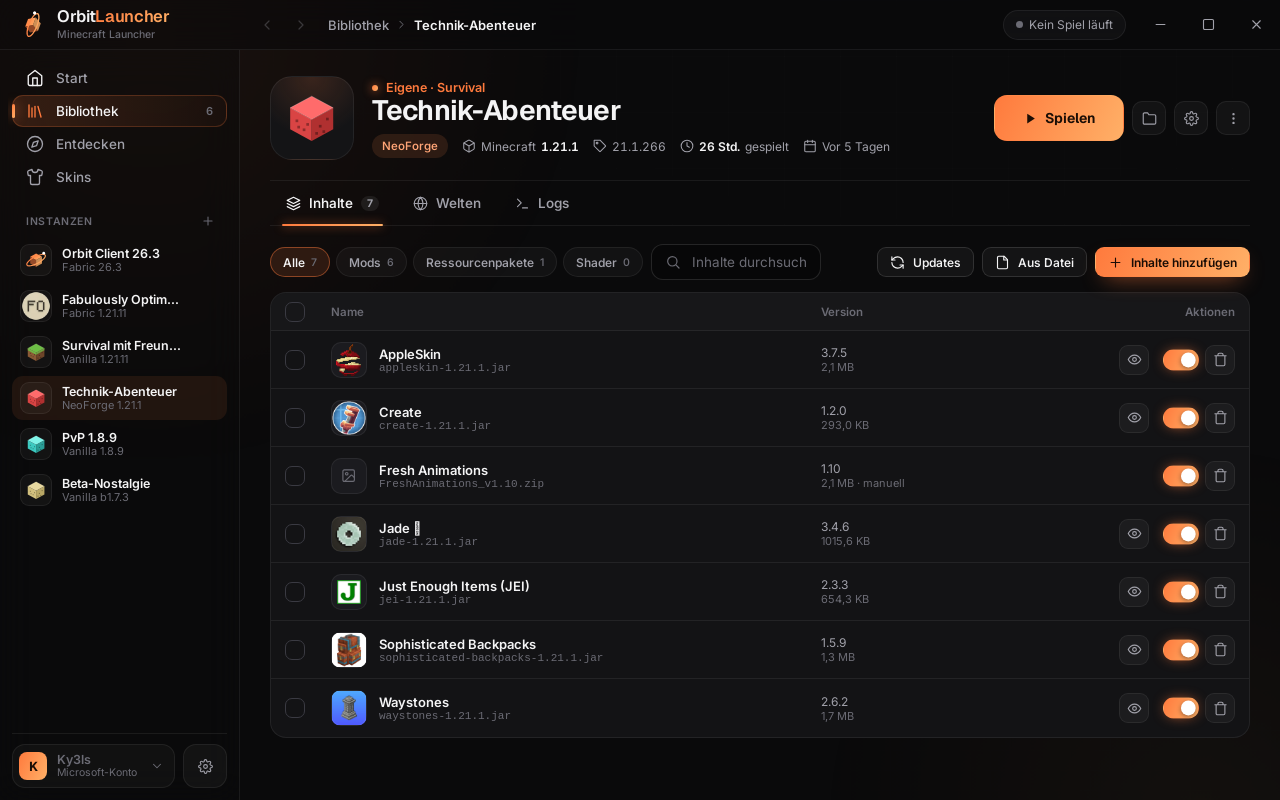 OrbitLauncher
Minecraft Launcher
Bibliothek
Technik-Abenteuer
Kein Spiel läuft
Start
Bibliothek 6
Entdecken
Skins
INSTANZEN
Orbit Client 26.3
Fabric 26.3
Fabulously Optim...
Fabric 1.21.11
Survival mit Freun...
Vanilla 1.21.11
Technik-Abenteuer
NeoForge 1.21.1
PvP 1.8.9
Vanilla 1.8.9
Beta-Nostalgie
Vanilla b1.7.3
K
Ky3ls
Microsoft-Konto
Eigene · Survival
Technik-Abenteuer
NeoForge Minecraft 1.21.1 21.1.266 26 Std. gespielt Vor 5 Tagen
Spielen
Inhalte 7 Welten Logs
Alle 7 Mods 6 Ressourcenpakete 1 Shader 0 Inhalte durchsuch Updates Aus Datei Inhalte hinzufügen
Name Version Aktionen
AppleSkin 3.7.5
appleskin-1.21.1.jar 2,1 MB
Create 1.2.0
create-1.21.1.jar 293,0 KB
Fresh Animations 1.10
FreshAnimations_v1.10.zip 2,1 MB · manuell
Jade 3.4.6
jade-1.21.1.jar 1015,6 KB
J
Just Enough Items (JEI) 2.3.3
jei-1.21.1.jar 654,3 KB
Sophisticated Backpacks 1.5.9
sophisticated-backpacks-1.21.1.jar 1,3 MB
Waystones 2.6.2
waystones-1.21.1.jar 1,7 MB